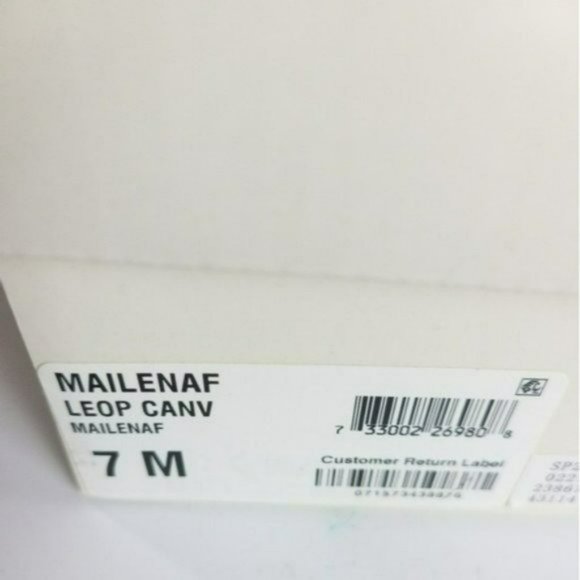 MAILENAF
LEOP CANV
MAILENAF
7 M
7 33002 26980 8
Customer Return Label